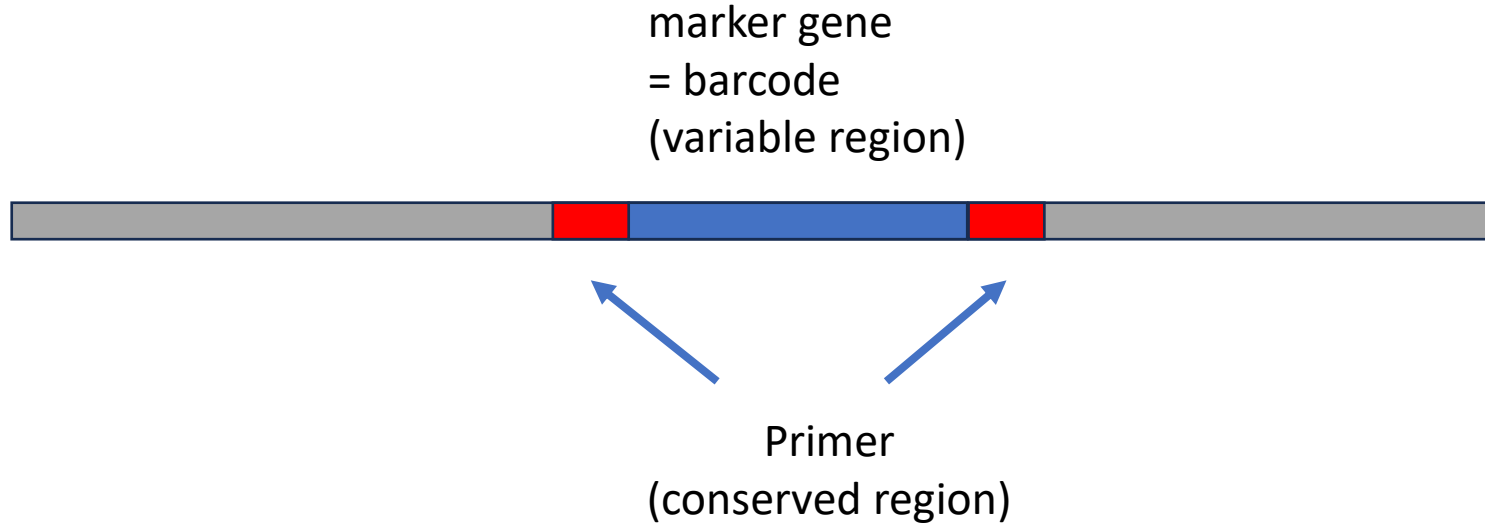 marker gene
= barcode
(variable region)
Primer
(conserved region)